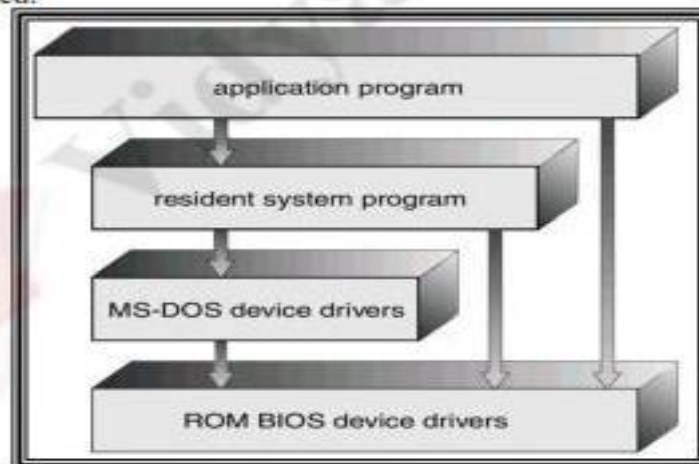 application program
resident system program
MS-DOS device drivers
ROM BIOS device drivers